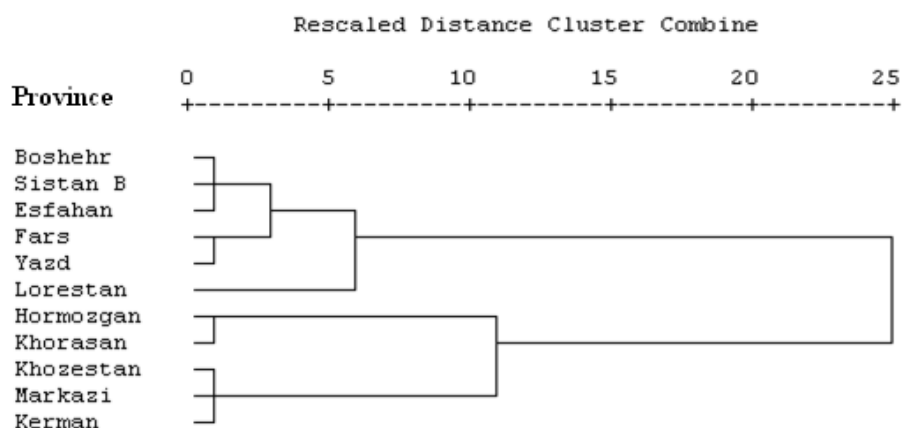 Rescaled Distance Cluster Combine
0 5 10 15 20 25
Province
Boshehr
Sistan B
Esfahan
Fars
Yazd
Lorestan
Hormozgan
Khorasan
Khozestan
Markazi
Kerman